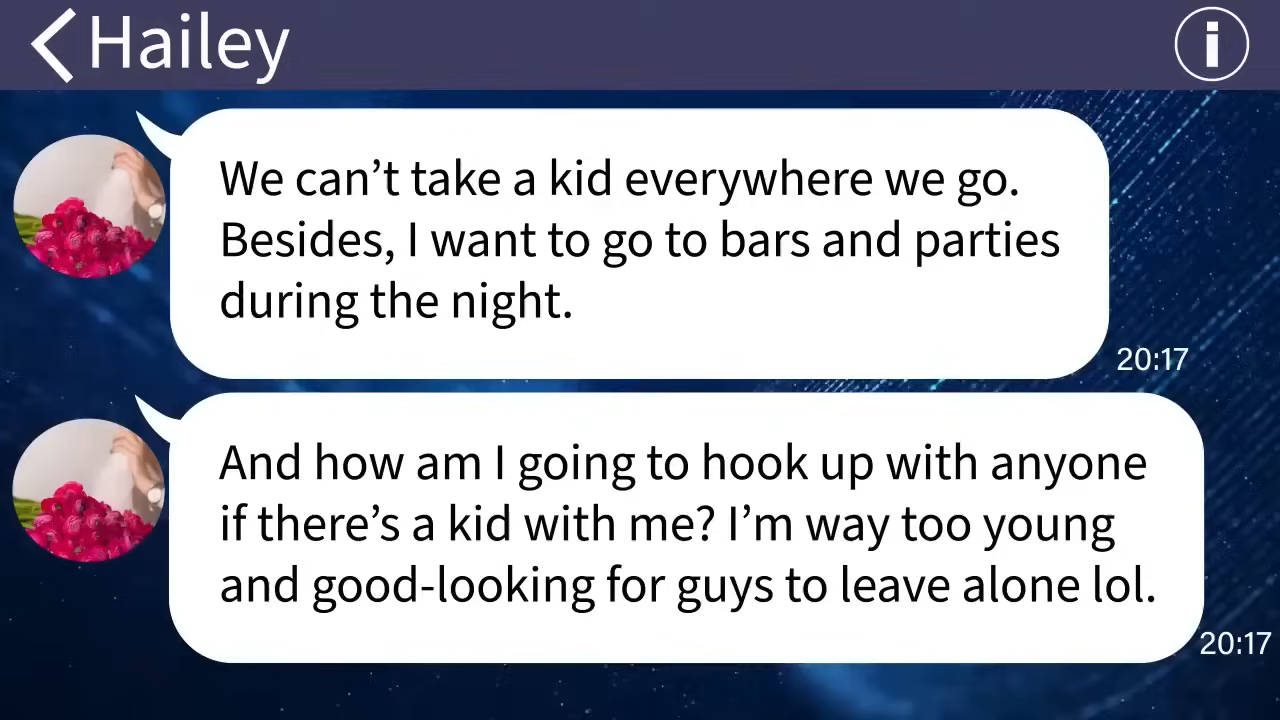 Hailey
We can’t take a kid everywhere we go.
Besides, I want to go to bars and parties
during the night.
20:17
And how am I going to hook up with anyone
if there’s a kid with me? I’m way too young
and good-looking for guys to leave alone lol.
20:17